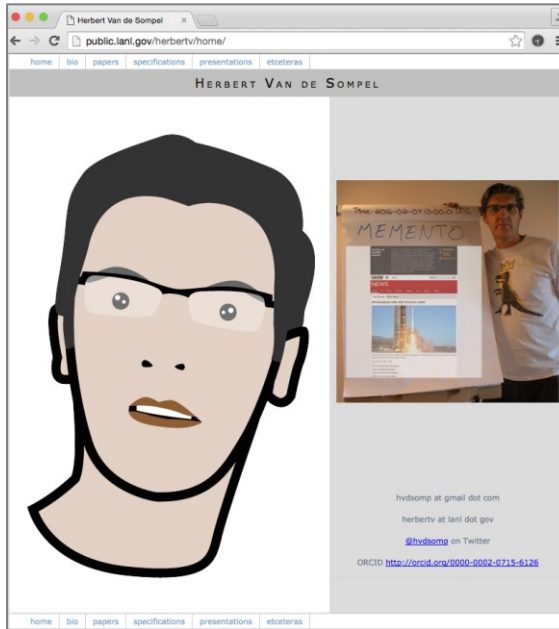 Herbert Van de Sompel
public.lanl.gov/herbertv/home/
home bio papers specifications presentations etceteras
HERBERT VAN DE SOMPEL
MEMENTO
NEWS
hvdsomp at gmail dot com
herbertv at lanl dot gov
@hvdsomp on Twitter
ORCID http://orcid.org/0000-0002-0715-6126
home bio papers specifications presentations etceteras